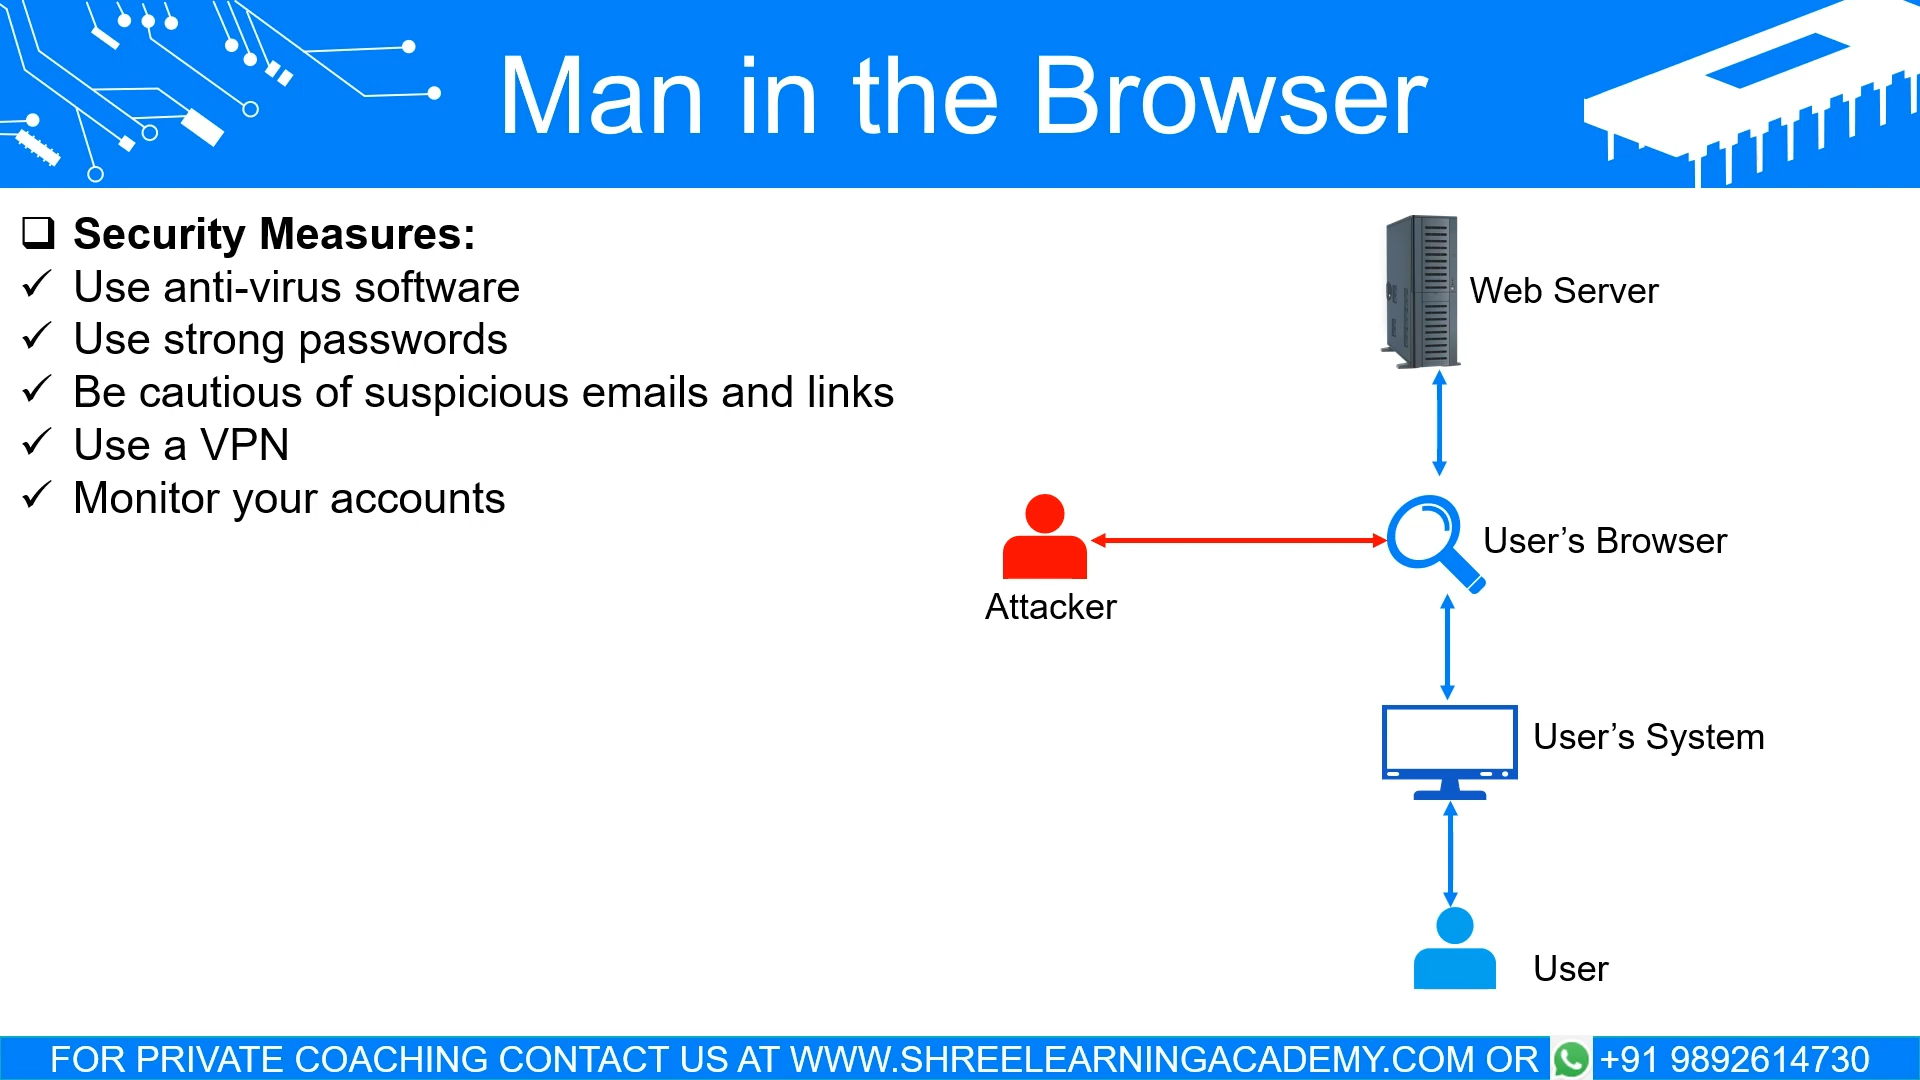 Man in the Browser
Security Measures:
Use anti-virus software
Use strong passwords
Be cautious of suspicious emails and links
Use a VPN
Monitor your accounts
Web Server
User’s Browser
Attacker
User’s System
User
FOR PRIVATE COACHING CONTACT US AT WWW.SHREELEARNINGACADEMY.COM OR +91 9892614730